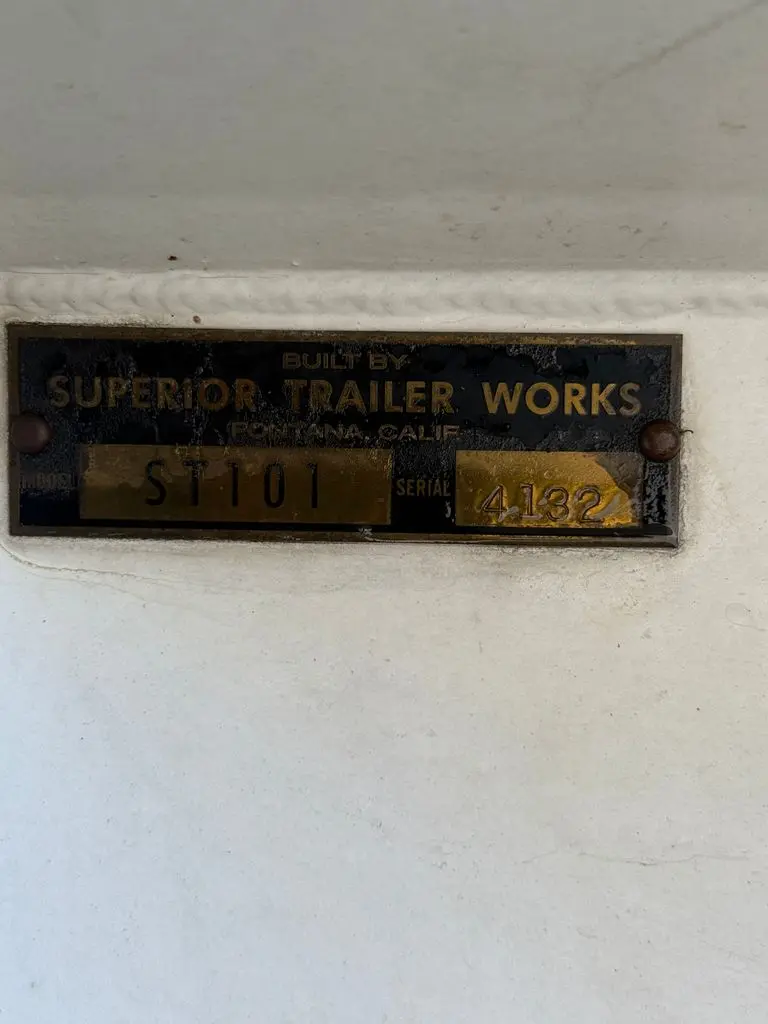 BUILT BY
SUPERIOR TRAILER WORKS
FONTANA, CALIF.
MODEL ST101 SERIAL 4132